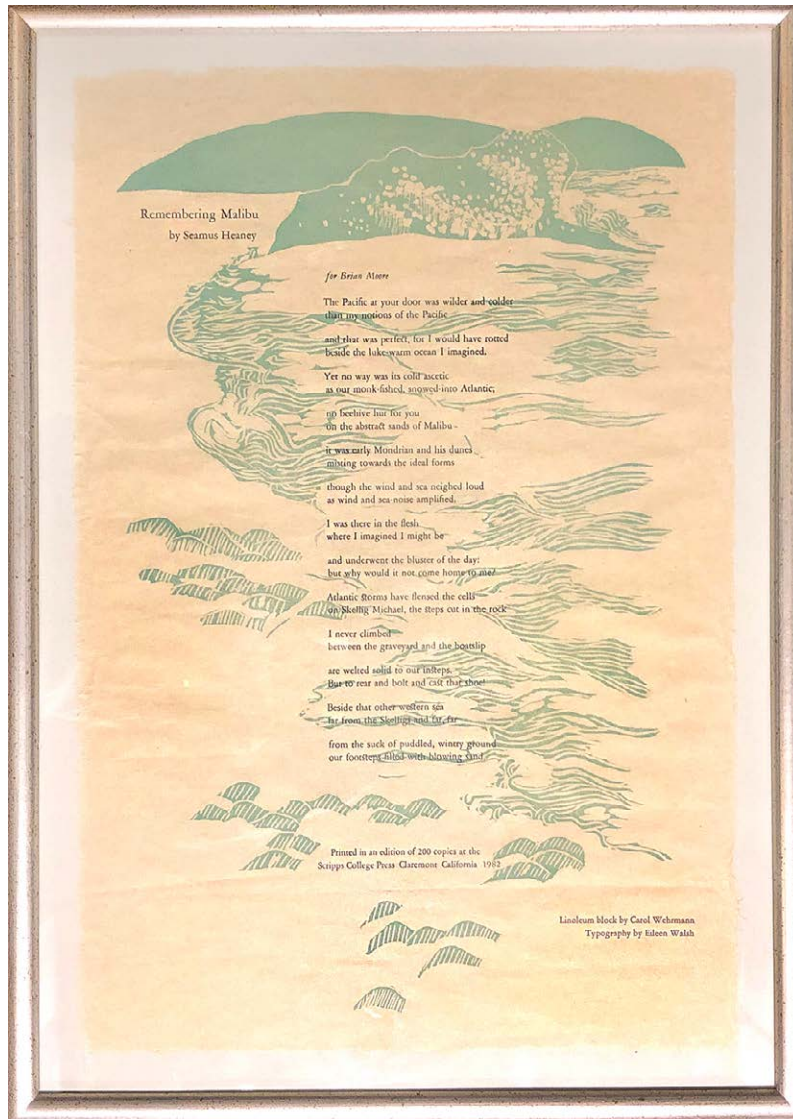 Remembering Malibu
by Seamus Heaney
for Brian Moore
The Pacific at your door was wilder and colder
than my notions of the Pacific
and that was perfect, for I would have rotted
beside the luke-warm ocean I imagined.
Yet no way was its cold ascetic
as our monk-fished, snowed-into Atlantic,
no beehive hut for you
on the abstract sands of Malibu -
it was early Mondrian and his dunes
misting towards the ideal forms
though the wind and sea neighed loud
as wind and sea noise amplified.
I was there in the flesh
where I imagined I might be
and underwent the bluster of the day:
but why would it not come home to me?
Atlantic storms have flensed the cells
on Skellig Michael, the steps cut in the rock
I never climbed
between the graveyard and the boatslip
are welted solid to our insteps.
But to rear and bolt and cast that shoe!
Beside that other western sea
far from the Skelligs and far, far
from the suck of puddled, wintry ground
our footsteps filled with blowing sand.
Printed in an edition of 200 copies at the
Scripps College Press Claremont California 1982
Linoleum block by Carol Wehrmann
Typography by Eileen Walsh